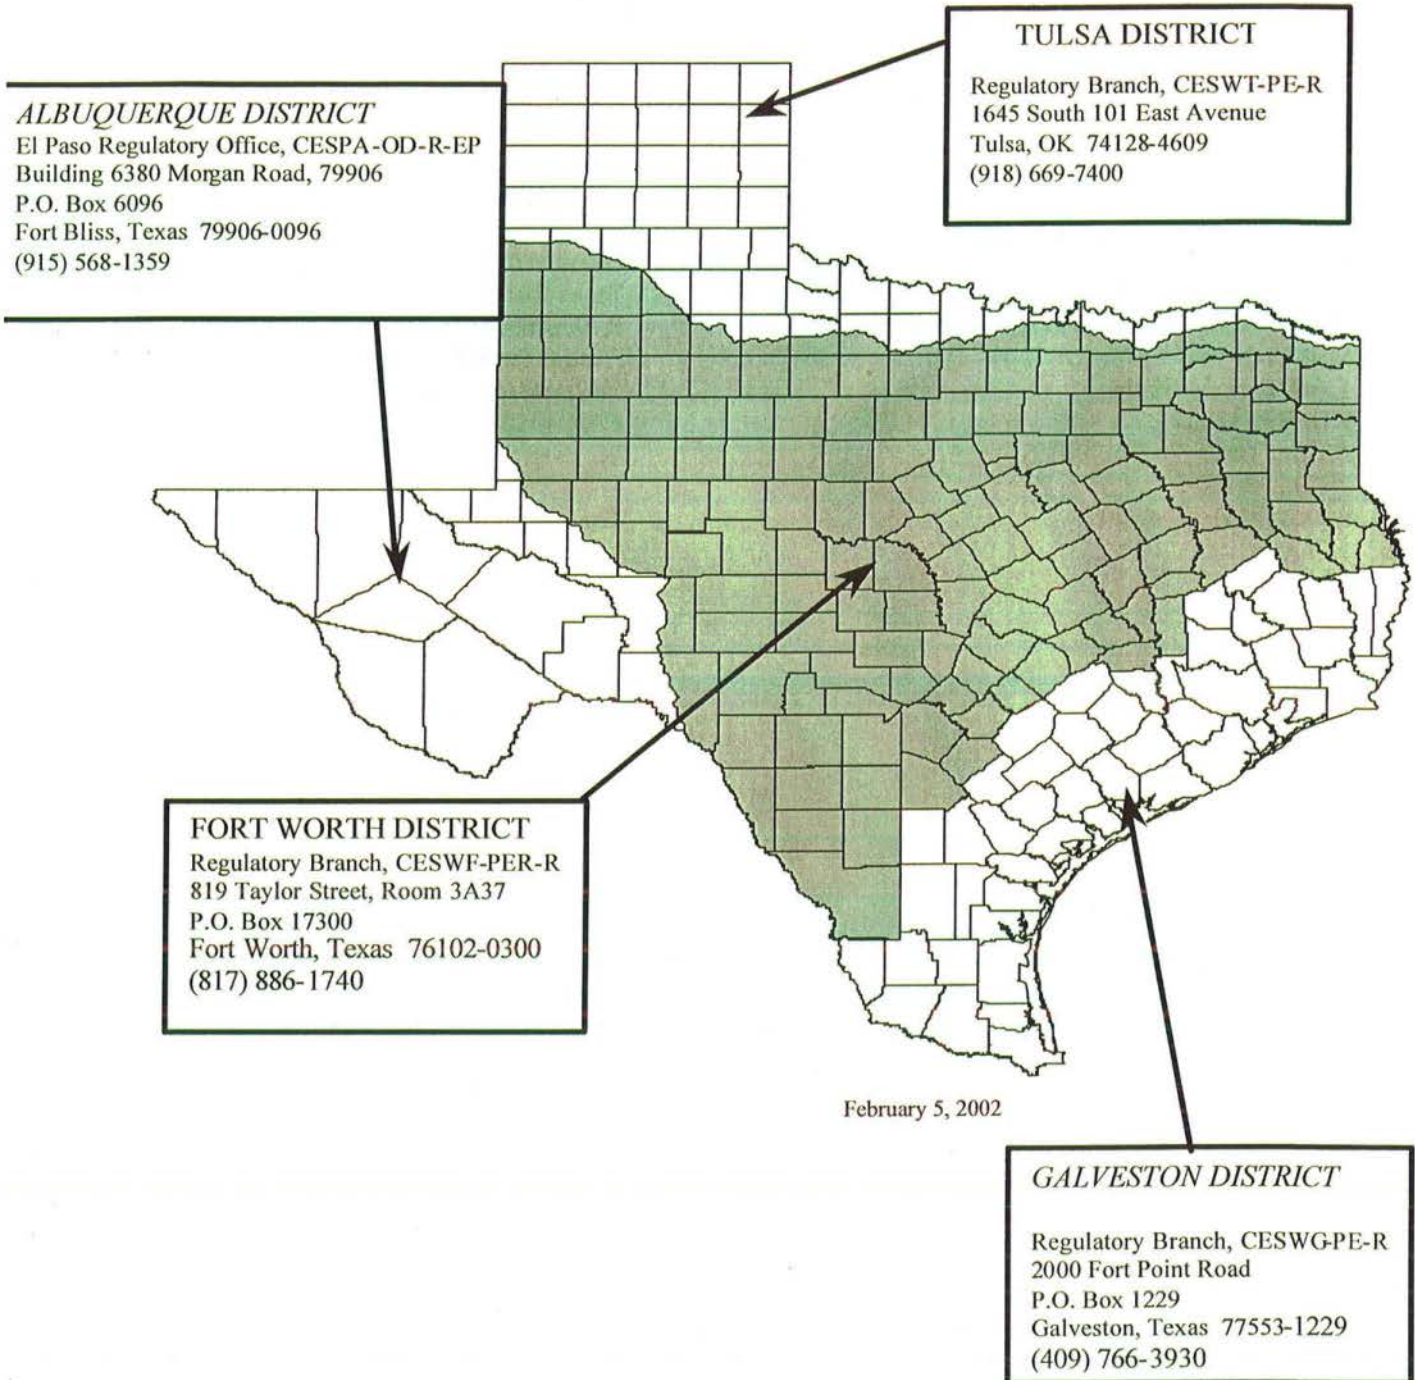 TULSA DISTRICT
Regulatory Branch, CESWT-PE-R
1645 South 101 East Avenue
Tulsa, OK  74128-4609
(918) 669-7400
ALBUQUERQUE DISTRICT
El Paso Regulatory Office, CESPA-OD-R-EP
Building 6380 Morgan Road, 79906
P.O. Box 6096
Fort Bliss, Texas  79906-0096
(915) 568-1359
FORT WORTH DISTRICT
Regulatory Branch, CESWF-PER-R
819 Taylor Street, Room 3A37
P.O. Box 17300
Fort Worth, Texas  76102-0300
(817) 886-1740
February 5, 2002
GALVESTON DISTRICT
Regulatory Branch, CESWG-PE-R
2000 Fort Point Road
P.O. Box 1229
Galveston, Texas  77553-1229
(409) 766-3930